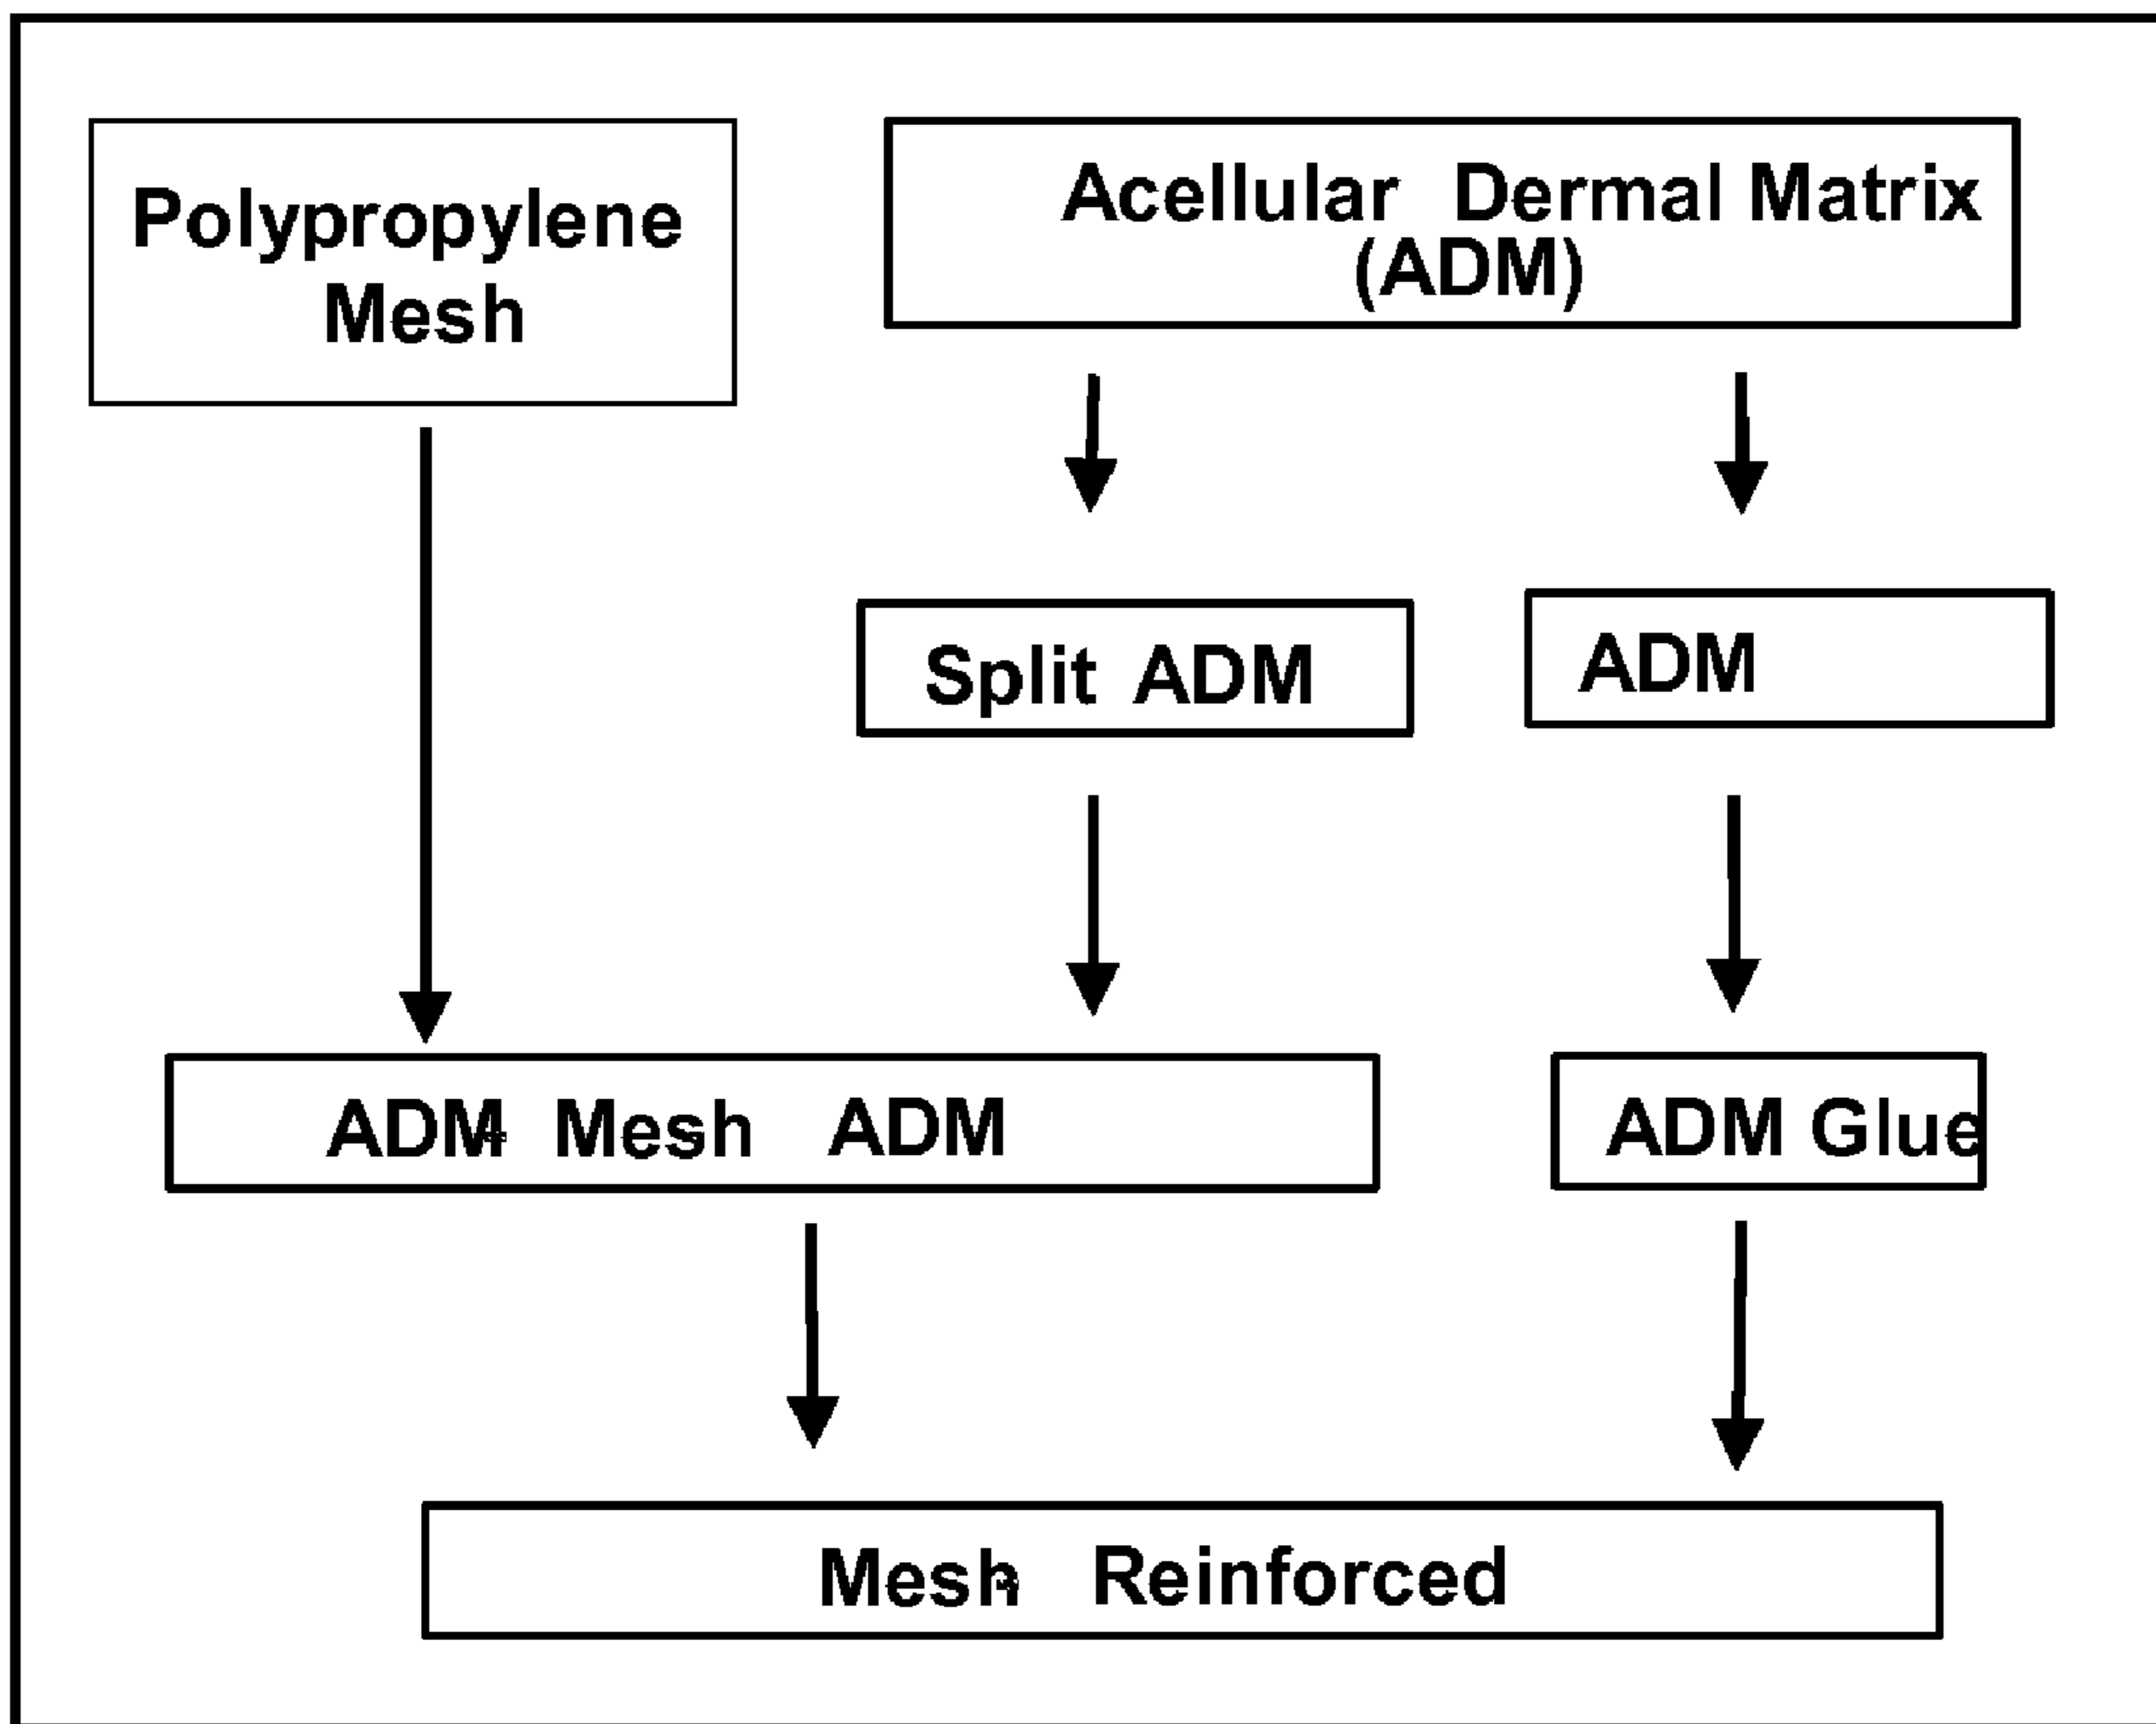 Polypropylene
Mesh
Acellular Dermal Matrix
(ADM)
Split ADM
ADM
ADM Mesh ADM
ADM Glue
Mesh Reinforced